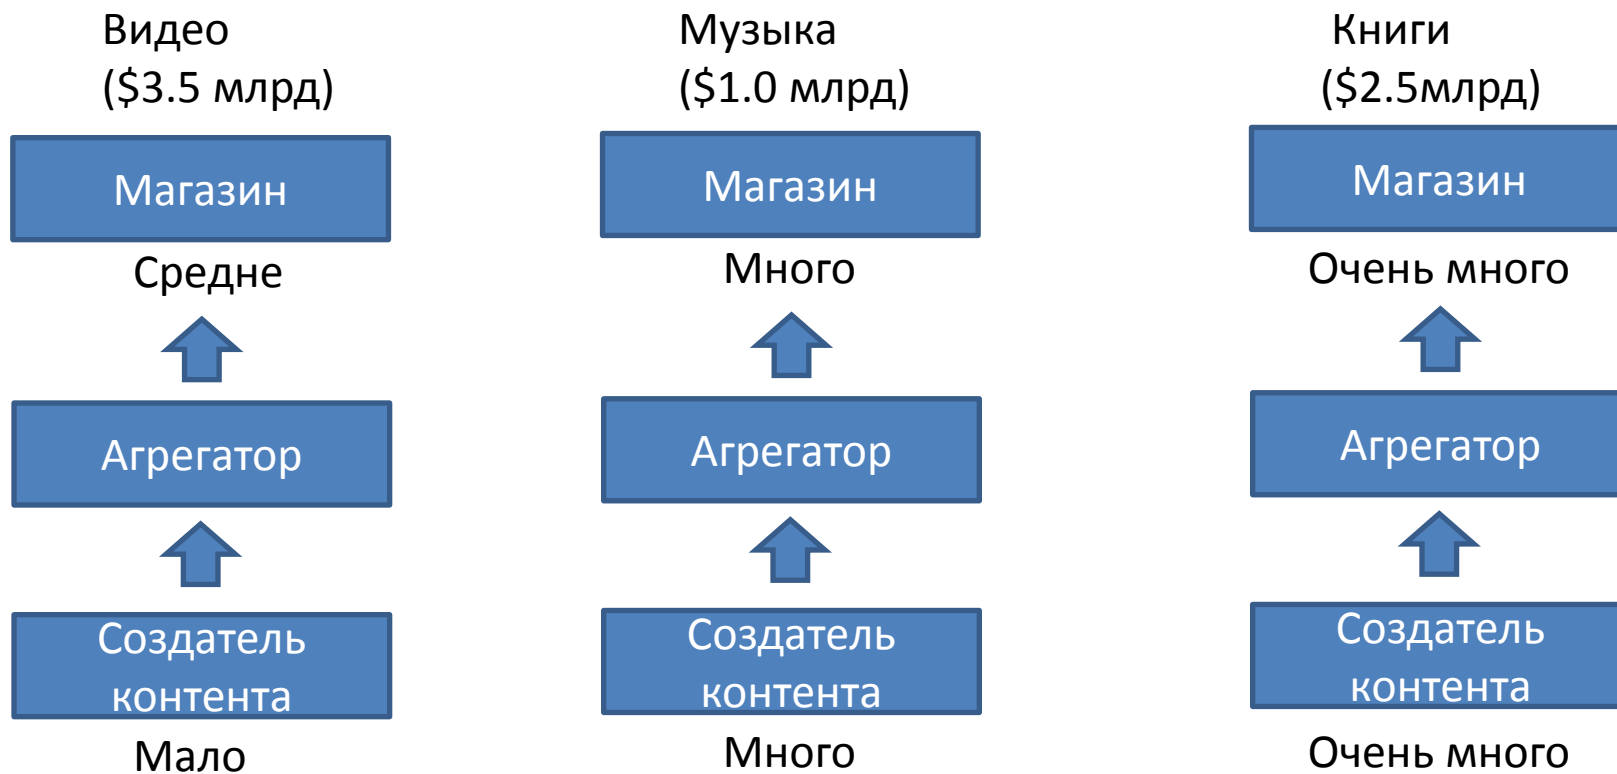 Видео
($3.5 млрд)
Магазин
Средне
Агрегатор
Создатель
контента
Мало
Музыка
($1.0 млрд)
Магазин
Много
Агрегатор
Создатель
контента
Много
Книги
($2.5млрд)
Магазин
Очень много
Агрегатор
Создатель
контента
Очень много